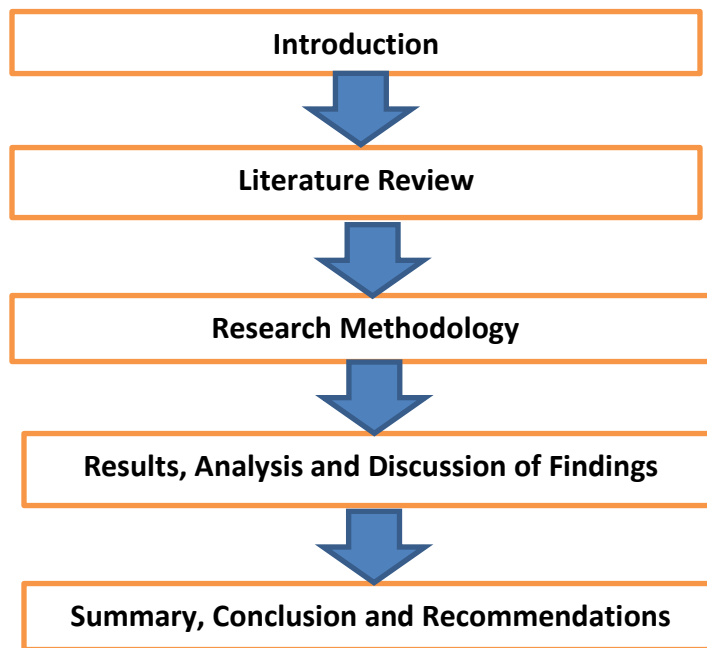 Introduction
Literature Review
Research Methodology
Results, Analysis and Discussion of Findings
Summary, Conclusion and Recommendations